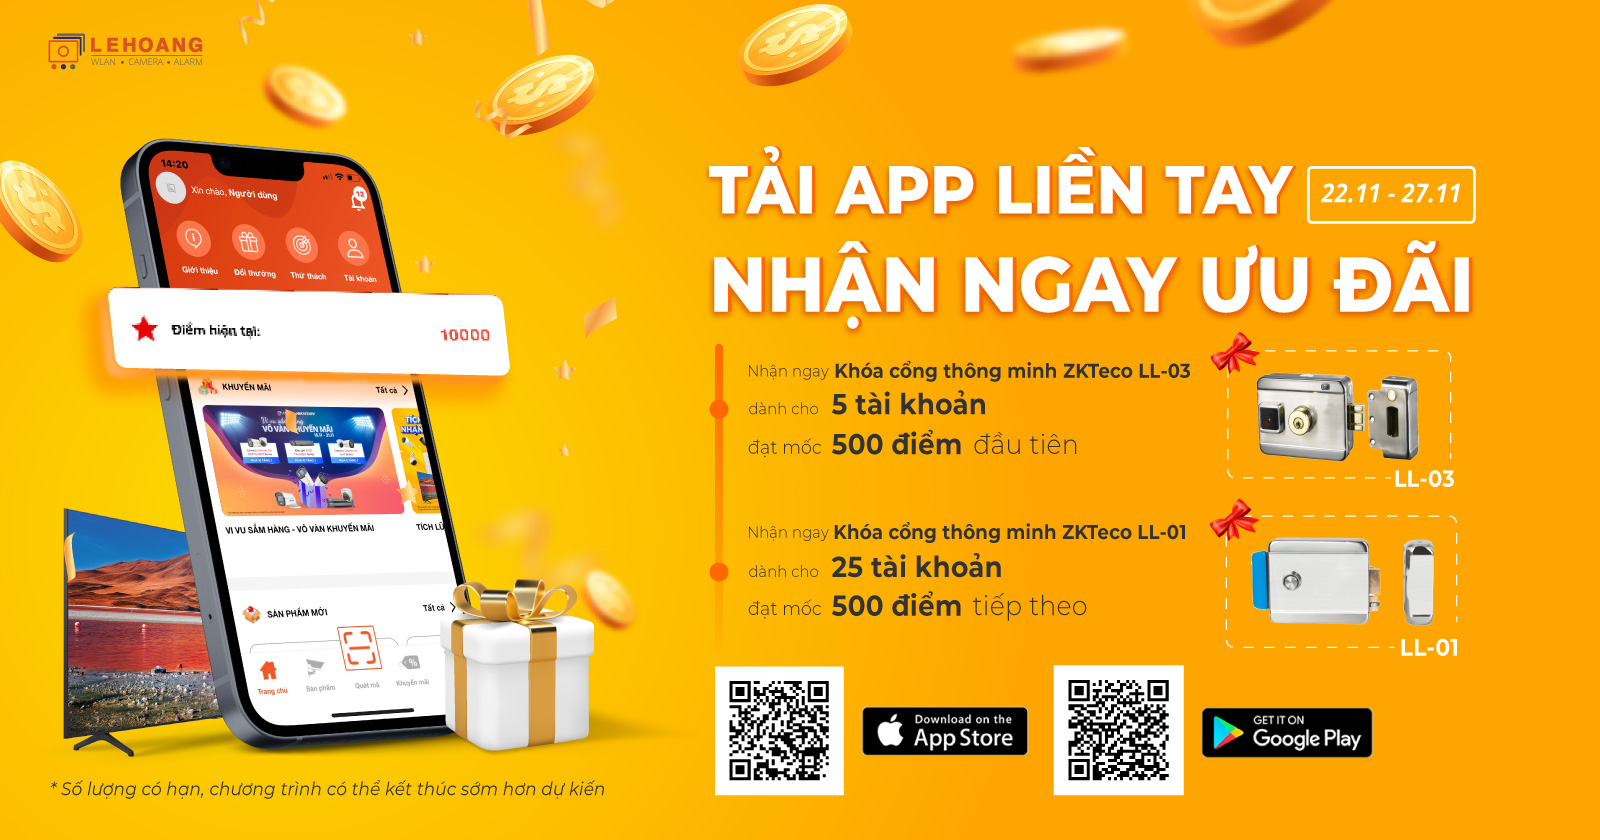 LEHOANG
WLAN • CAMERA • ALARM
14:20
Xin chào, Người dùng
12
Giới thiệu
Đổi thưởng
Thử thách
Tài khoản
Điểm hiện tại:
10000
KHUYẾN MÃI
Tất cả
VI VU SẮM HÀNG - VÔ VÀN KHUYẾN MÃI
TÍCH LŨ
SẢN PHẨM MỚI
Tất cả
Trang chủ
Sản phẩm
Quét mã
Khuyến mãi
* Số lượng có hạn, chương trình có thể kết thúc sớm hơn dự kiến
TẢI APP LIỀN TAY
22.11 - 27.11
NHẬN NGAY ƯU ĐÃI
Nhận ngay Khóa cổng thông minh ZKTeco LL-03
dành cho 5 tài khoản
đạt mốc 500 điểm đầu tiên
LL-03
Nhận ngay Khóa cổng thông minh ZKTeco LL-01
dành cho 25 tài khoản
đạt mốc 500 điểm tiếp theo
LL-01
Download on the
App Store
GET IT ON
Google Play